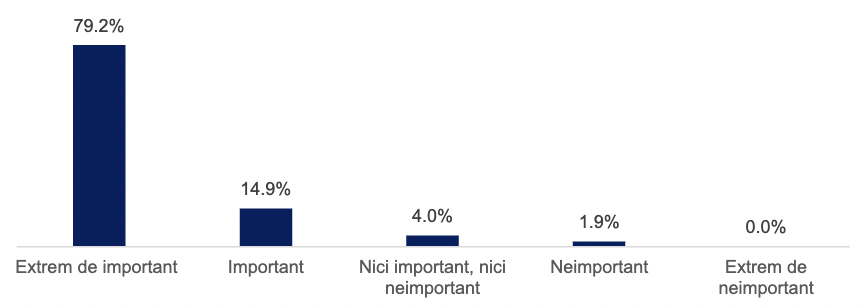 79.2%
14.9%
4.0%
1.9%
0.0%
Extrem de important
Important
Nici important, nici
neimportant
Neimportant
Extrem de
neimportant